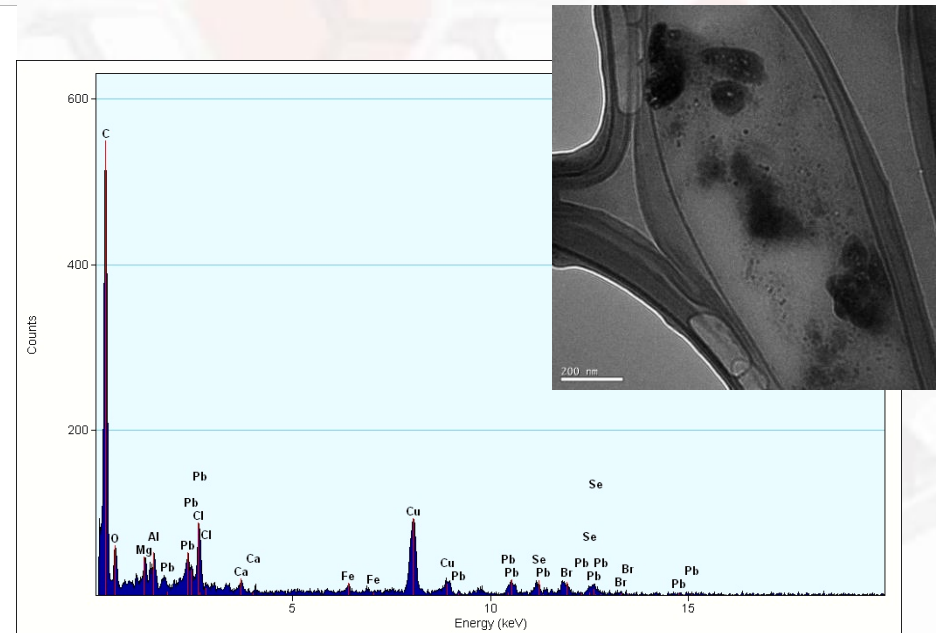 600
C
400
Counts
200
Pb
Pb
Cl
Cl
Pb
O
Mg
Al
Pb
Ca
Ca
Fe
Fe
Cu
Cu
Pb
Pb
Pb
Se
Pb
Br
Se
Se
Pb
Pb
Pb
Br
Br
Pb
Pb
5
10
15
Energy (keV)
200 nm